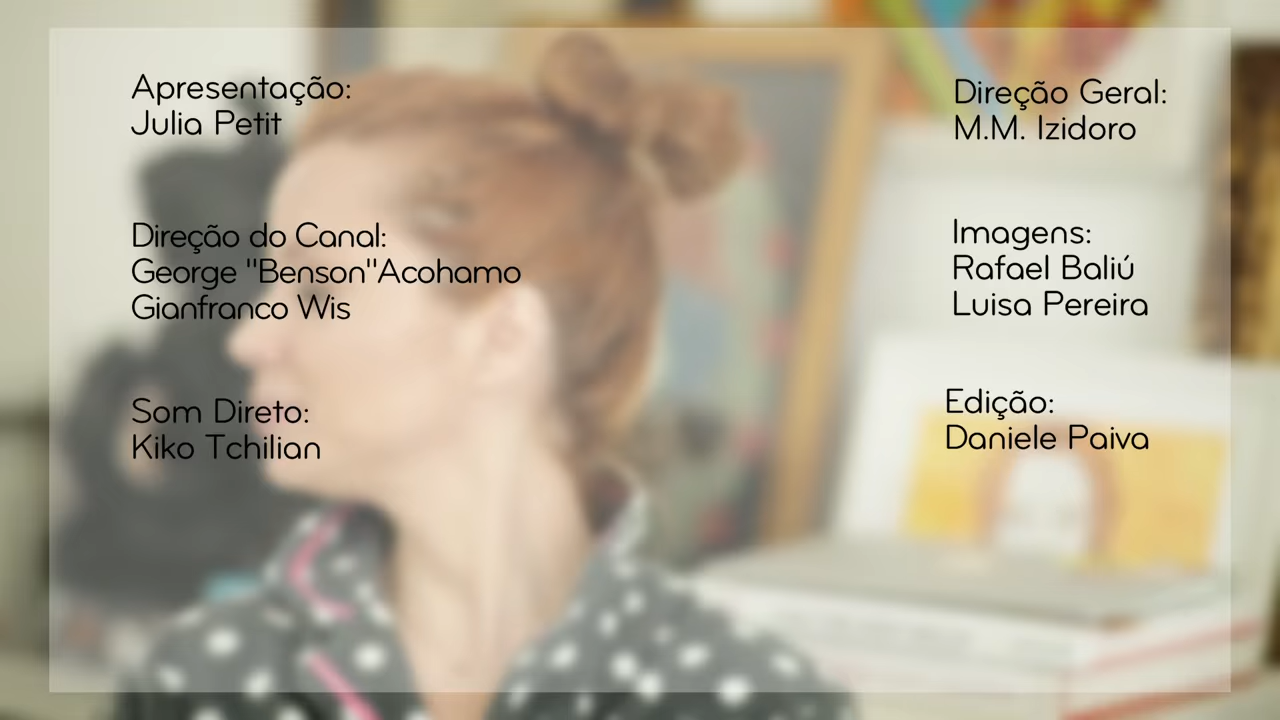 Apresentação:
Julia Petit
Direção do Canal:
George "Benson"Acohamo
Gianfranco Wis
Som Direto:
Kiko Tchilian
Direção Geral:
M.M. Izidoro
Imagens:
Rafael Baliú
Luisa Pereira
Edição:
Daniele Paiva